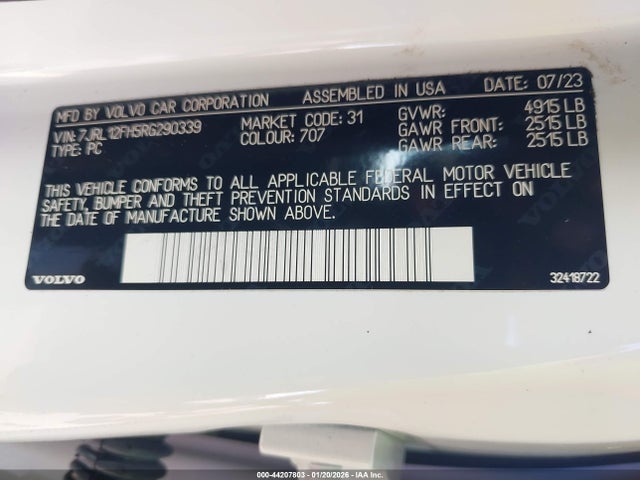 MFD BY VOLVO CAR CORPORATION ASSEMBLED IN USA DATE: 07/23
VIN: 7JRL12FH5RG290339 MARKET CODE: 31 GVWR: 4915 LB
TYPE: PC COLOUR: 707 GAWR FRONT: 2515 LB
GAWR REAR: 2515 LB
THIS VEHICLE CONFORMS TO ALL APPLICABLE FEDERAL MOTOR VEHICLE
SAFETY, BUMPER AND THEFT PREVENTION STANDARDS IN EFFECT ON
THE DATE OF MANUFACTURE SHOWN ABOVE.
VOLVO 32418722
000-44207803 - 01/20/2026 - IAA Inc.